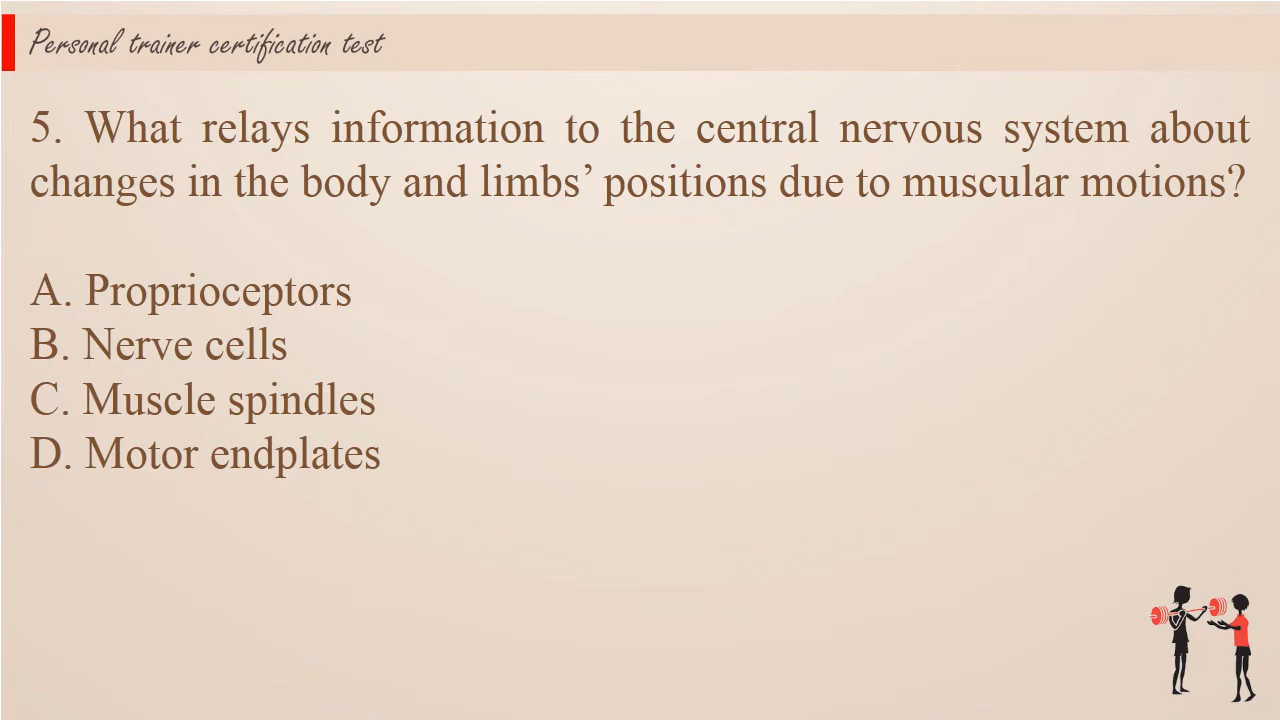 Personal trainer certification test
5. What relays information to the central nervous system about
changes in the body and limbs’ positions due to muscular motions?
A. Proprioceptors
B. Nerve cells
C. Muscle spindles
D. Motor endplates